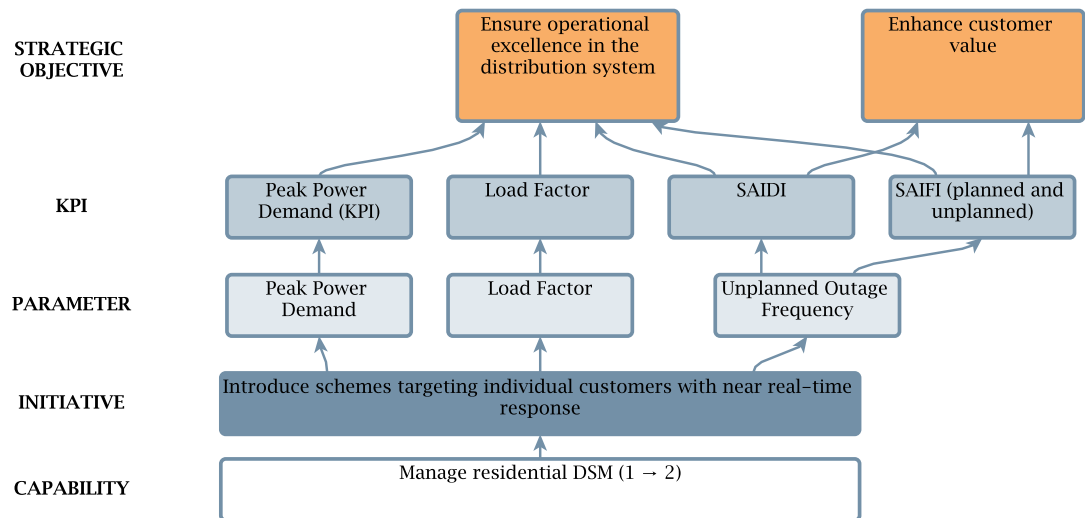 STRATEGIC
OBJECTIVE
Ensure operational
excellence in the
distribution system
Enhance customer
value
KPI
Peak Power
Demand (KPI)
Load Factor
SAIDI
SAIFI (planned and
unplanned)
PARAMETER
Peak Power
Demand
Load Factor
Unplanned Outage
Frequency
INITIATIVE
Introduce schemes targeting individual customers with near real-time
response
CAPABILITY
Manage residential DSM (1 → 2)